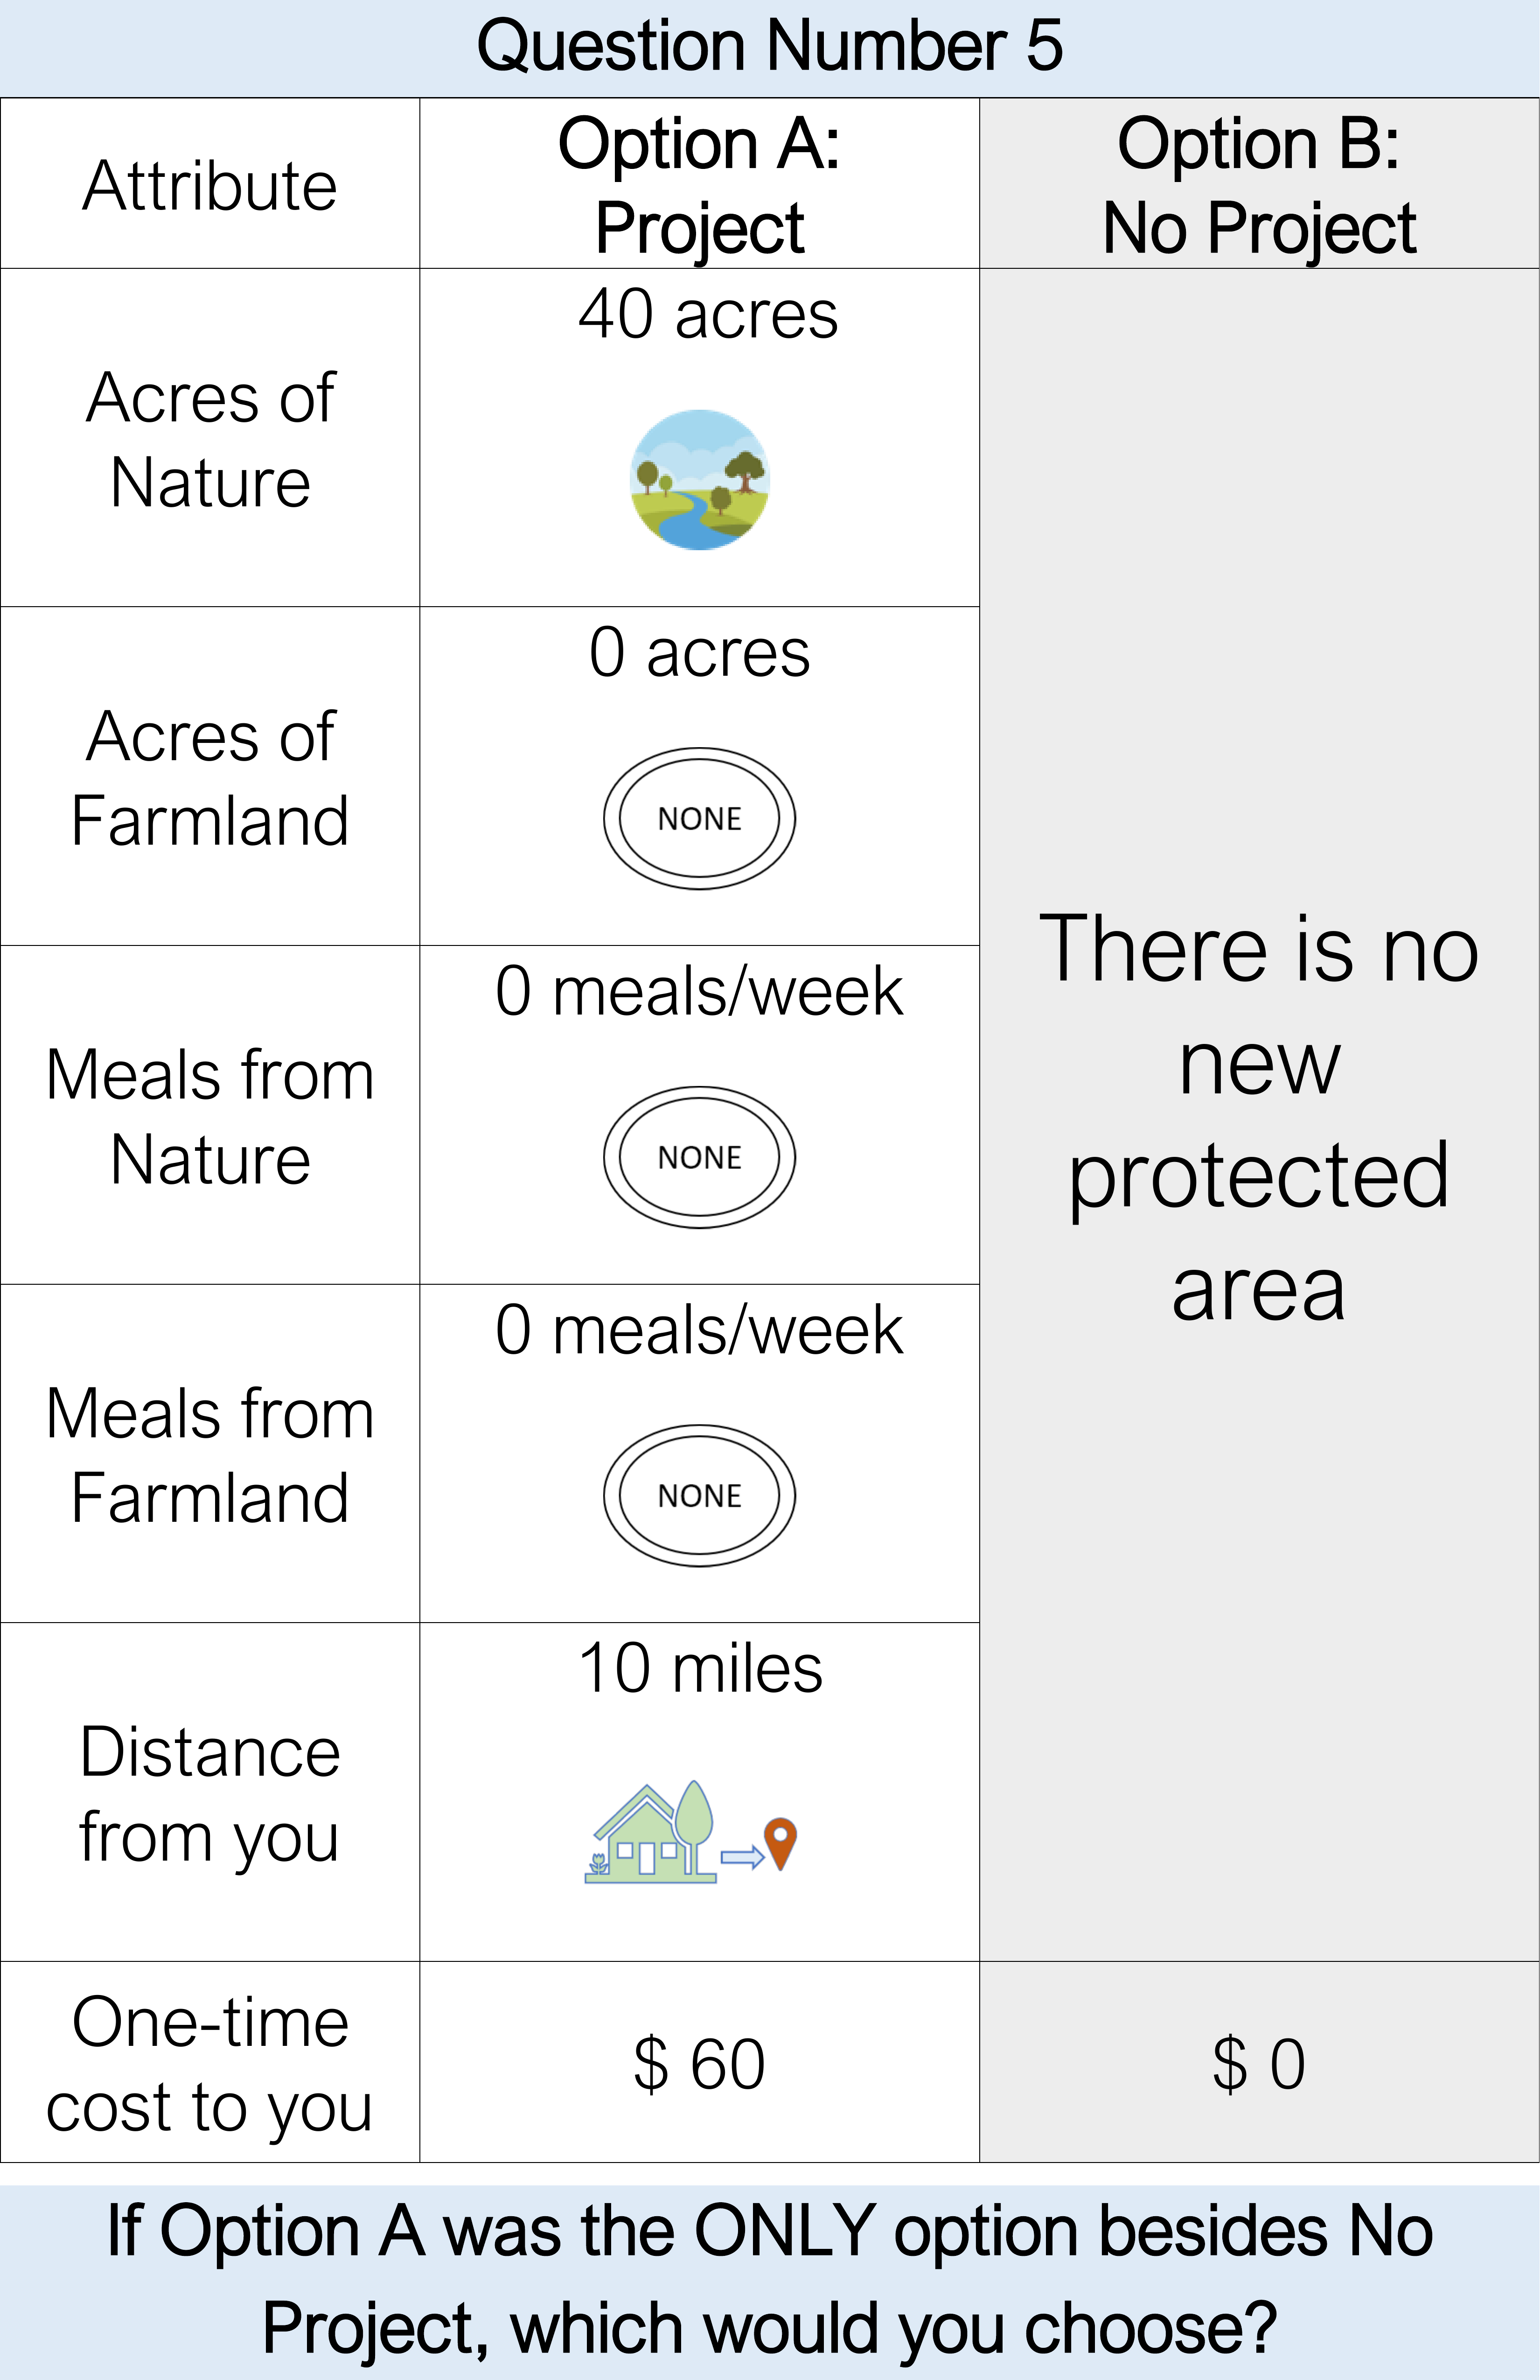 Question Number 5
Attribute
Option A:
Project
Option B:
No Project
Acres of
Nature
40 acres
Acres of
Farmland
0 acres
NONE
Meals from
Nature
0 meals/week
NONE
Meals from
Farmland
0 meals/week
NONE
Distance
from you
10 miles
There is no
new
protected
area
One-time
cost to you
$ 60
$ 0
If Option A was the ONLY option besides No
Project, which would you choose?